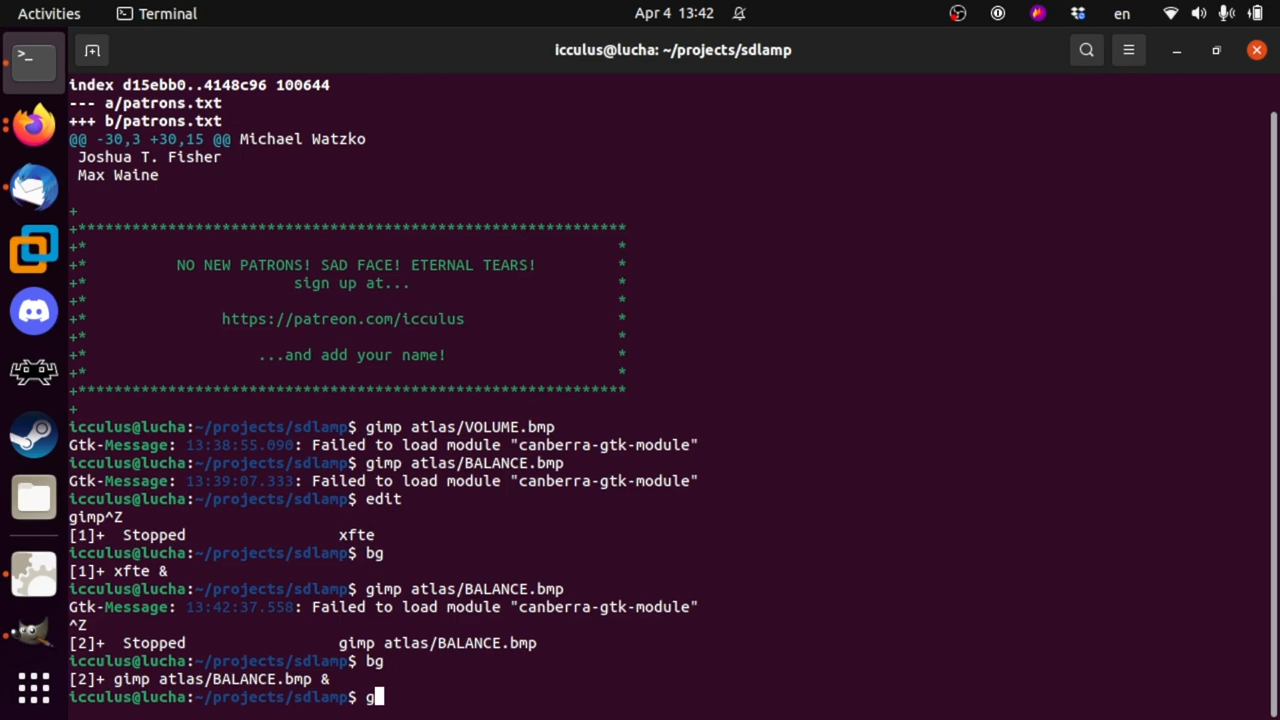 Activities Terminal Apr 4 13:42 en
icculus@lucha: ~/projects/sdlamp
index d15ebb0..4148c96 100644
--- a/patrons.txt
+++ b/patrons.txt
@@ -30,3 +30,15 @@ Michael Watzko
Joshua T. Fisher
Max Waine
+
+*************************************************************
+* *
+* NO NEW PATRONS! SAD FACE! ETERNAL TEARS! *
+* sign up at... *
+* *
+* https://patreon.com/icculus *
+* *
+* ...and add your name! *
+* *
+*************************************************************
+
icculus@lucha:~/projects/sdlamp$ gimp atlas/VOLUME.bmp
Gtk-Message: 13:38:55.090: Failed to load module "canberra-gtk-module"
icculus@lucha:~/projects/sdlamp$ gimp atlas/BALANCE.bmp
Gtk-Message: 13:39:07.333: Failed to load module "canberra-gtk-module"
icculus@lucha:~/projects/sdlamp$ edit
gimp^Z
[1]+ Stopped xfte
icculus@lucha:~/projects/sdlamp$ bg
[1]+ xfte &
icculus@lucha:~/projects/sdlamp$ gimp atlas/BALANCE.bmp
Gtk-Message: 13:42:37.558: Failed to load module "canberra-gtk-module"
^Z
[2]+ Stopped gimp atlas/BALANCE.bmp
icculus@lucha:~/projects/sdlamp$ bg
[2]+ gimp atlas/BALANCE.bmp &
icculus@lucha:~/projects/sdlamp$ g